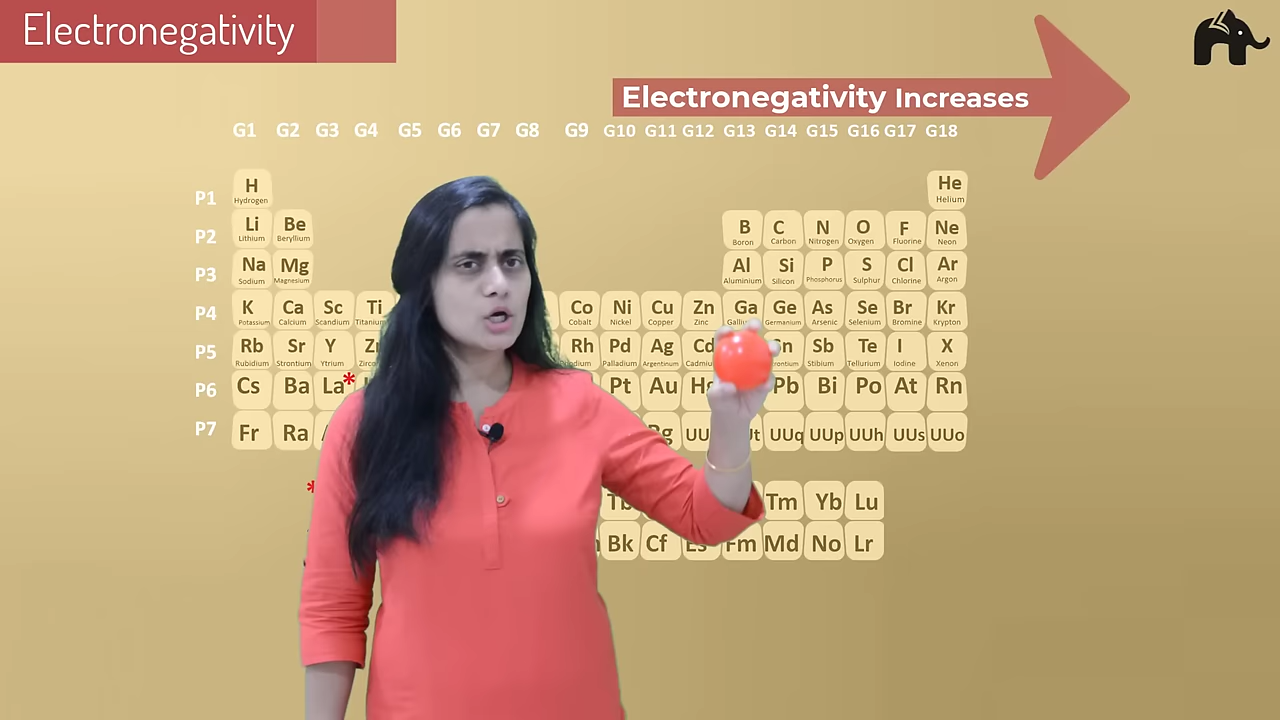 Electronegativity
Electronegativity Increases
G1 G2 G3 G4 G5 G6 G7 G8 G9 G10 G11 G12 G13 G14 G15 G16 G17 G18
P1 H He
Hydrogen Helium
P2 Li Be B C N O F Ne
Lithium Beryllium Boron Carbon Nitrogen Oxygen Fluorine Neon
P3 Na Mg Al Si P S Cl Ar
Sodium Magnesium Aluminium Silicon Phosphorus Sulphur Chlorine Argon
P4 K Ca Sc Ti Co Ni Cu Zn Ga Ge As Se Br Kr
Potassium Calcium Scandium Cobalt Nickel Copper Zinc Germanium Arsenic Selenium Bromine Krypton
P5 Rb Sr Y Rh Pd Ag Cd Sb Te I X
Rubidium Strontium Ytrium Palladium Argentinum Stibium Tellurium Iodine Xenon
P6 Cs Ba La* Pt Au Pb Bi Po At Rn
P7 Fr Ra UUq UUp UUh UUs UUo
* Tm Yb Lu
Bk Cf Es Fm Md No Lr